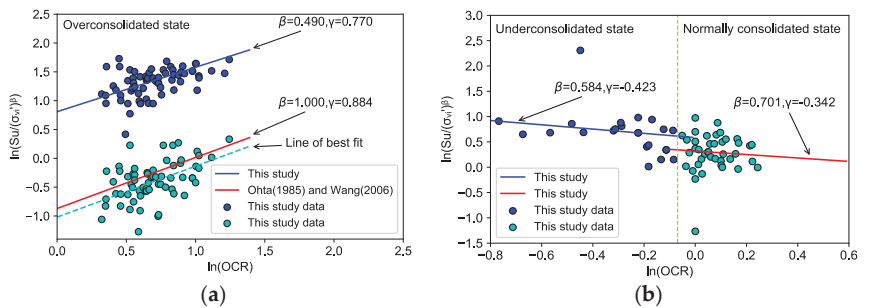 Overconsolidated state
β=0.490,γ=0.770
β=1.000,γ=0.884
Line of best fit
This study
Ohta(1985) and Wang(2006)
This study data
This study data
2.5
2.0
1.5
1.0
0.5
0.0
−0.5
−1.0
0.0 0.5 1.0 1.5 2.0 2.5
ln(Su/(σvi')β)
ln(OCR)
(a)
Underconsolidated state
Normally consolidated state
β=0.584,γ=-0.423
β=0.701,γ=-0.342
This study
This study
This study data
This study data
3.0
2.5
2.0
1.5
1.0
0.5
0.0
−0.5
−1.0
−1.5
−0.8 −0.6 −0.4 −0.2 0.0 0.2 0.4 0.6
ln(Su/(σvi')β)
ln(OCR)
(b)